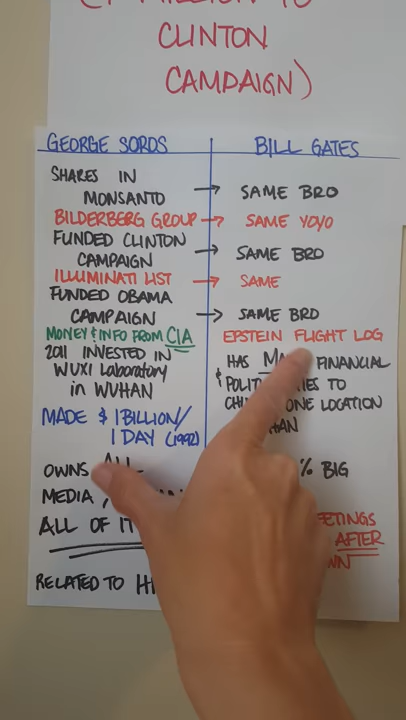 CLINTON
CAMPAIGN)
GEORGE SOROS
BILL GATES
SHARES IN
MONSANTO → SAME BRO
BILDERBERG GROUP → SAME YOYO
FUNDED CLINTON
CAMPAIGN → SAME BRO
ILLUMINATI LIST → SAME
FUNDED OBAMA
CAMPAIGN → SAME BRO
MONEY & INFO FROM CIA
2011 INVESTED IN
WUXI LABORATORY
in WUHAN
MADE $ 1 BILLION/
1 DAY (1992)
OWNS
MEDIA
ALL OF IT
RELATED TO
EPSTEIN FLIGHT LOG
HAS FINANCIAL
& TO
ONE LOCATION
% BIG
AFTER